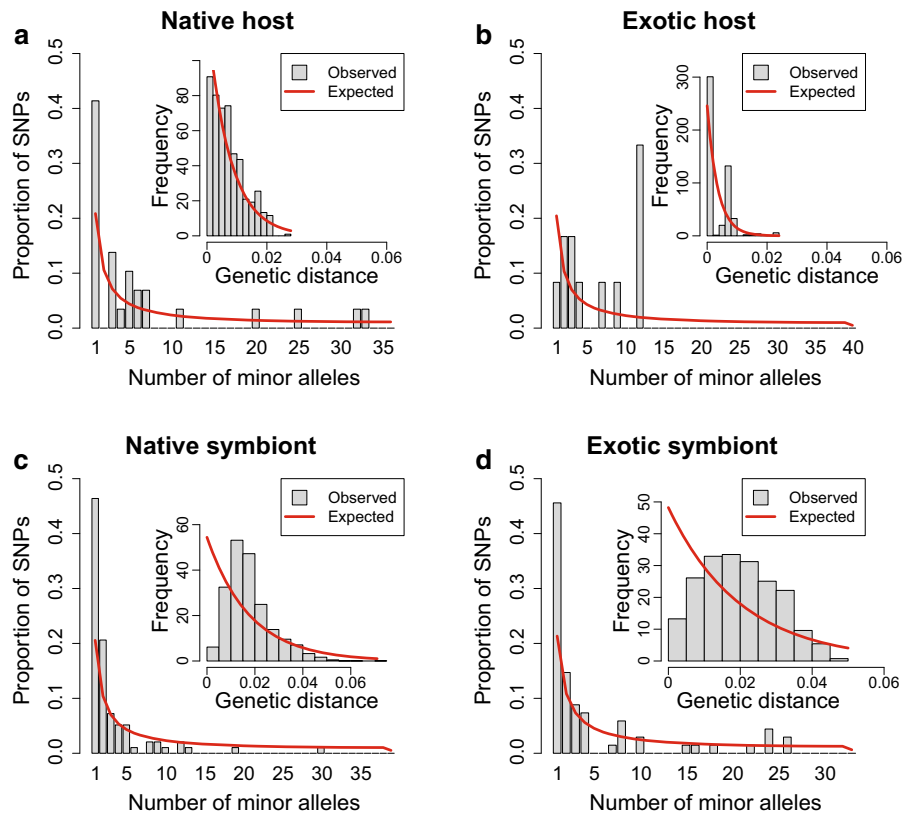 a
Native host
0.0 0.1 0.2 0.3 0.4 0.5
Proportion of SNPs
Observed
Expected
0 20 40 60 80
Frequency
0 0.02 0.04 0.06
Genetic distance
1 5 10 15 20 25 30 35
Number of minor alleles
b
Exotic host
0.0 0.1 0.2 0.3 0.4 0.5
Proportion of SNPs
Observed
Expected
0 100 200 300
Frequency
0 0.02 0.04 0.06
Genetic distance
1 5 10 15 20 25 30 35 40
Number of minor alleles
c
Native symbiont
0.0 0.1 0.2 0.3 0.4 0.5
Proportion of SNPs
Observed
Expected
0 20 40 60
Frequency
0 0.02 0.04 0.06
Genetic distance
1 5 10 15 20 25 30 35
Number of minor alleles
d
Exotic symbiont
0.0 0.1 0.2 0.3 0.4 0.5
Proportion of SNPs
Observed
Expected
0 10 20 30 40 50
Frequency
0 0.02 0.04 0.06
Genetic distance
1 5 10 15 20 25 30
Number of minor alleles